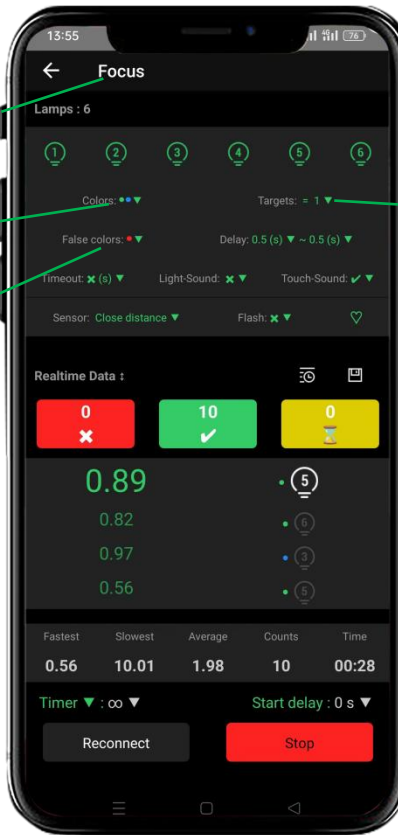 13:55
4G 76
Focus
Lamps : 6
1 2 3 4 5 6
Colors: ▼ Targets: = 1 ▼
False colors: ▼ Delay: 0.5 (s) ▼ ~ 0.5 (s) ▼
Timeout: ✖ (s) ▼ Light-Sound: ✖ ▼ Touch-Sound: ✔ ▼
Sensor: Close distance ▼ Flash: ✖ ▼
Realtime Data ↕
0 10 0
✖ ✔ ⌛
0.89 5
0.82 6
0.97 3
0.56 5
Fastest Slowest Average Counts Time
0.56 10.01 1.98 10 00:28
Timer ▼ : ∞ ▼ Start delay : 0 s ▼
Reconnect Stop